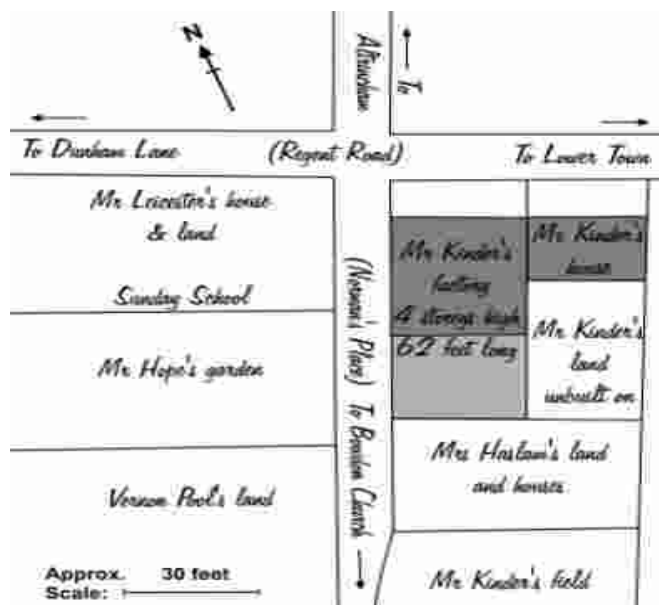 N
Altrincham
To
To Dunham Lane
(Regent Road)
To Lower Town
Mr Leicester's house
& land
Sunday School
Mr Hope's garden
Vernon Pool's land
(Norman's Place) To Bowdon Church
Mr Kinder's
factory
4 storeys high
62 feet long
Mr Kinder's
house
Mr Kinder's
land
unbuilt on
Mrs Haslam's land
and houses
Mr Kinder's field
Approx. 30 feet
Scale: